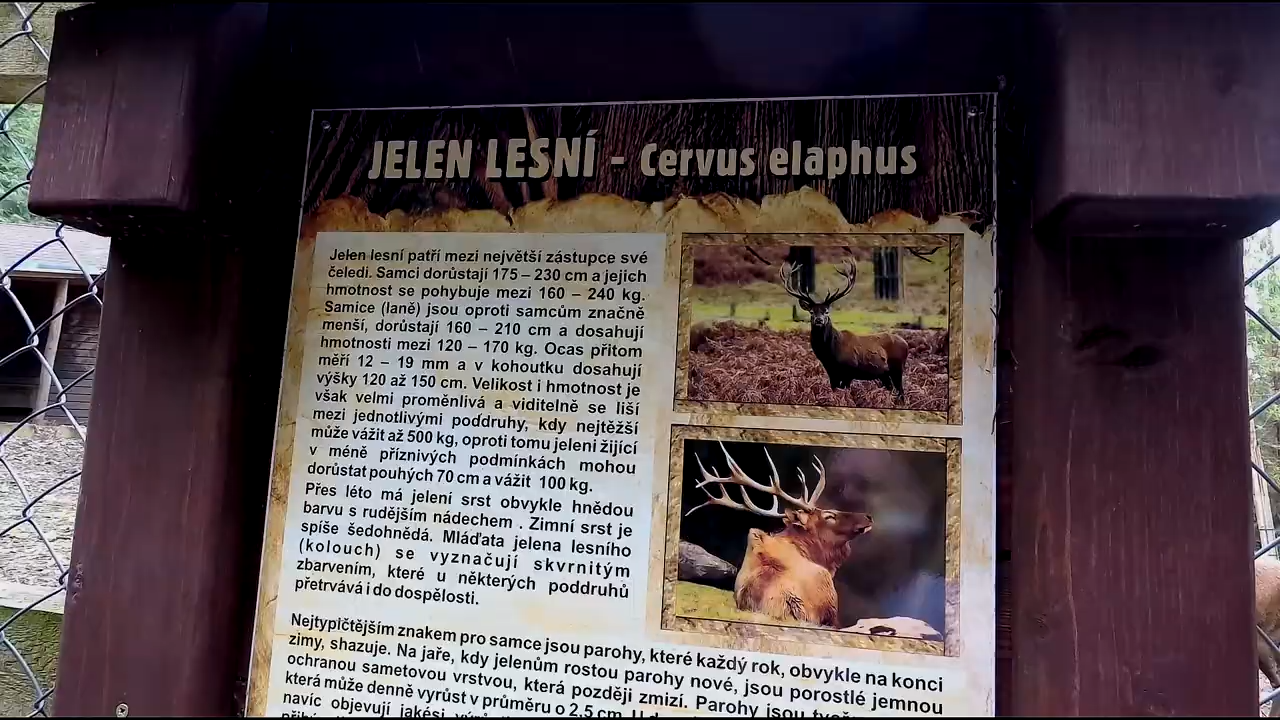 JELEN LESNÍ - Cervus elaphus
Jelen lesní patří mezi největší zástupce své
čeledi. Samci dorůstají 175 – 230 cm a jejich
hmotnost se pohybuje mezi 160 – 240 kg.
Samice (laně) jsou oproti samcům značně
menší, dorůstají 160 – 210 cm a dosahují
hmotnosti mezi 120 – 170 kg. Ocas přitom
měří 12 – 19 mm a v kohoutku dosahují
výšky 120 až 150 cm. Velikost i hmotnost je
však velmi proměnlivá a viditelně se liší
mezi jednotlivými poddruhy, kdy nejtěžší
může vážit až 500 kg, oproti tomu jeleni žijící
v méně příznivých podmínkách mohou
dorůstat pouhých 70 cm a vážit 100 kg.
Přes léto má jelení srst obvykle hnědou
barvu s rudějším nádechem . Zimní srst je
spíše šedohnědá. Mláďata jelena lesního
(kolouch) se vyznačují skvrnitým
zbarvením, které u některých poddruhů
přetrvává i do dospělosti.
Nejtypičtějším znakem pro samce jsou parohy, které každý rok, obvykle na konci
zimy, shazuje. Na jaře, kdy jelenům rostou parohy nové, jsou porostlé jemnou
ochranou sametovou vrstvou, která později zmizí. Parohy jsou
která může denně vyrůst v průměru o 2,5 cm.
navíc objevují jakési